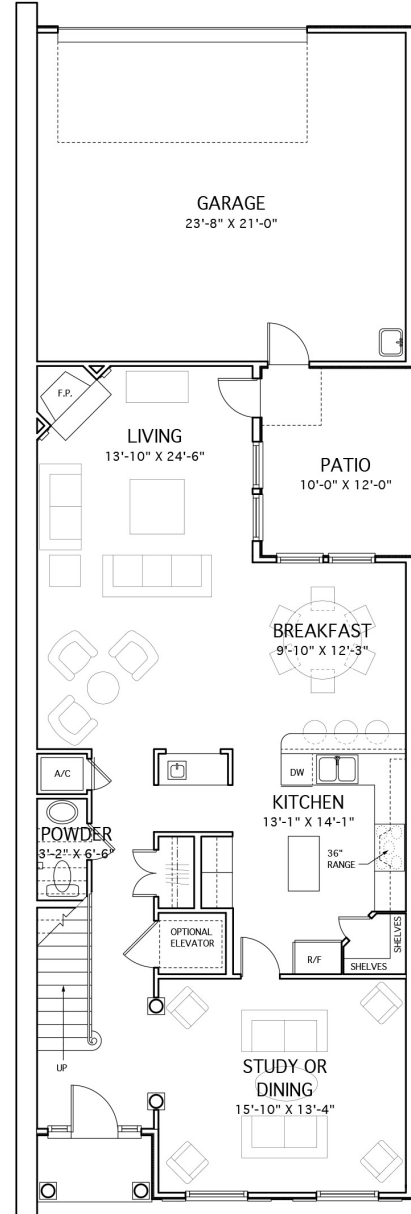 GARAGE
23'-8" X 21'-0"
F.P.
LIVING
13'-10" X 24'-6"
PATIO
10'-0" X 12'-0"
BREAKFAST
9'-10" X 12'-3"
A/C
DW
KITCHEN
13'-1" X 14'-1"
POWDER
3'-2" X 6'-6"
36"
RANGE
OPTIONAL
ELEVATOR
R/F
SHELVES
SHELVES
UP
STUDY OR
DINING
15'-10" X 13'-4"